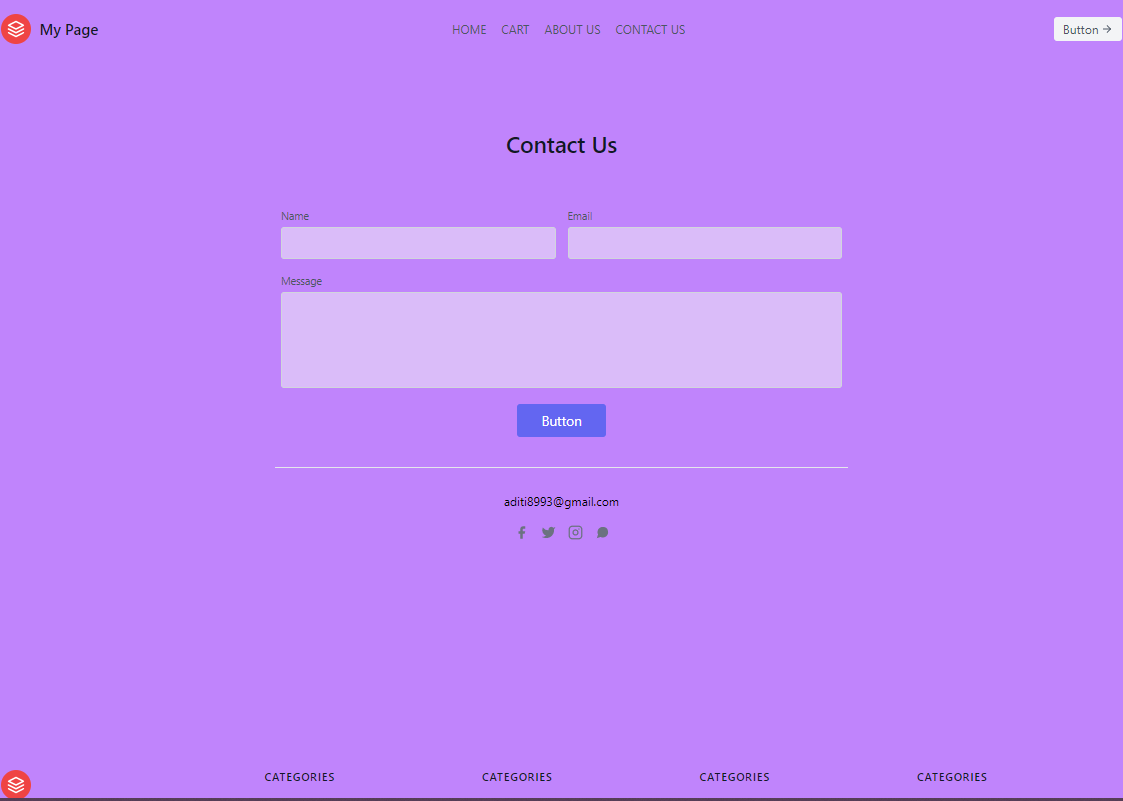 My Page HOME CART ABOUT US CONTACT US Button →
Contact Us
Name Email
Message
Button
aditi8993@gmail.com
CATEGORIES CATEGORIES CATEGORIES CATEGORIES